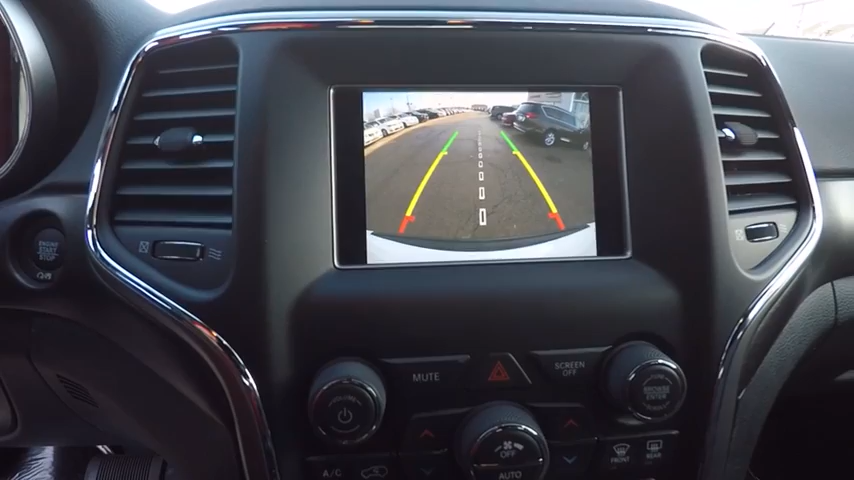 ENGINE
START
STOP
MUTE
SCREEN
OFF
BROWSE
ENTER
OFF
AUTO
A/C
FRONT
REAR